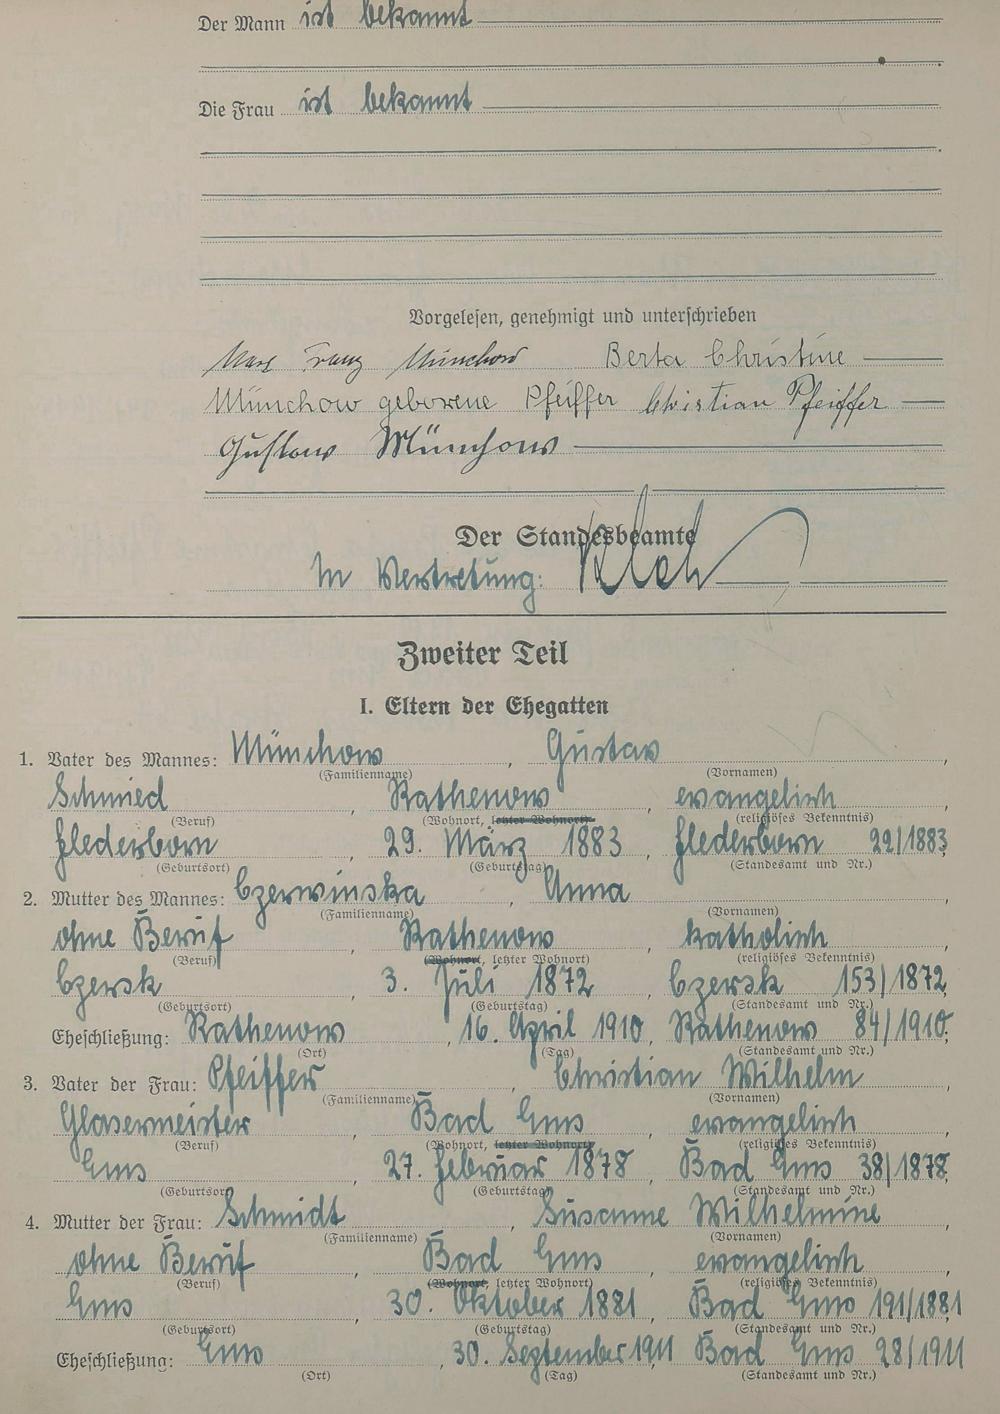 Der Mann ist bekannt
Die Frau ist bekannt
Vorgelesen, genehmigt und unterschrieben
Max Franz Münchow Berta Christine
Münchow geborene Pfeiffer Christian Pfeiffer
Gustav Münchow
Der Standesbeamte
In Vertretung:
Zweiter Teil
I. Eltern der Ehegatten
1. Vater des Mannes: Münchow, Gustav,
(Familienname) (Vornamen)
Schmied, Rathenow, evangelisch
(Beruf) (Wohnort, letzter Wohnort) (religiöses Bekenntnis)
Flederborn, 29. März 1883, Flederborn 22/1883,
(Geburtsort) (Geburtstag) (Standesamt und Nr.)
2. Mutter des Mannes: Czerwinska, Anna,
(Familienname) (Vornamen)
ohne Beruf, Rathenow, katholisch
(Beruf) (Wohnort, letzter Wohnort) (religiöses Bekenntnis)
Czersk, 3. Juli 1872, Czersk 153/1872,
(Geburtsort) (Geburtstag) (Standesamt und Nr.)
Eheschließung: Rathenow, 16. April 1910, Rathenow 84/1910.
(Ort) (Tag) (Standesamt und Nr.)
3. Vater der Frau: Pfeiffer, Christian Wilhelm,
(Familienname) (Vornamen)
Glasermeister, Bad Ems, evangelisch
(Beruf) (Wohnort, letzter Wohnort) (religiöses Bekenntnis)
Ems, 27. Februar 1878, Bad Ems 38/1878,
(Geburtsort) (Geburtstag) (Standesamt und Nr.)
4. Mutter der Frau: Schmidt, Susanne Wilhelmine,
(Familienname) (Vornamen)
ohne Beruf, Bad Ems, evangelisch
(Beruf) (Wohnort, letzter Wohnort) (religiöses Bekenntnis)
Ems, 30. Oktober 1881, Bad Ems 191/1881
(Geburtsort) (Geburtstag) (Standesamt und Nr.)
Eheschließung: Ems, 30. September 1911, Bad Ems 28/1911
(Ort) (Tag) (Standesamt und Nr.)